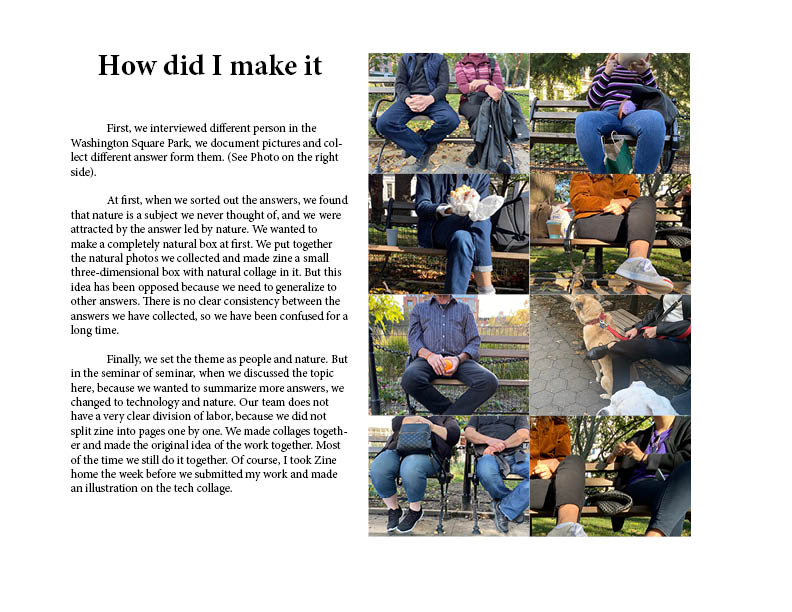 How did I make it
First, we interviewed different person in the
Washington Square Park, we document pictures and col-
lect different answer form them. (See Photo on the right
side).
At first, when we sorted out the answers, we found
that nature is a subject we never thought of, and we were
attracted by the answer led by nature. We wanted to
make a completely natural box at first. We put together
the natural photos we collected and made zine a small
three-dimensional box with natural collage in it. But this
idea has been opposed because we need to generalize to
other answers. There is no clear consistency between the
answers we have collected, so we have been confused for a
long time.
Finally, we set the theme as people and nature. But
in the seminar of seminar, when we discussed the topic
here, because we wanted to summarize more answers, we
changed to technology and nature. Our team does not
have a very clear division of labor, because we did not
split zine into pages one by one. We made collages togeth-
er and made the original idea of the work together. Most
of the time we still do it together. Of course, I took Zine
home the week before we submitted my work and made
an illustration on the tech collage.